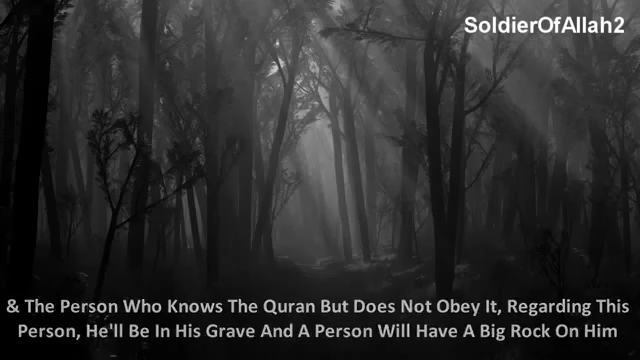 SoldierOfAllah2
& The Person Who Knows The Quran But Does Not Obey It, Regarding This
Person, He'll Be In His Grave And A Person Will Have A Big Rock On Him